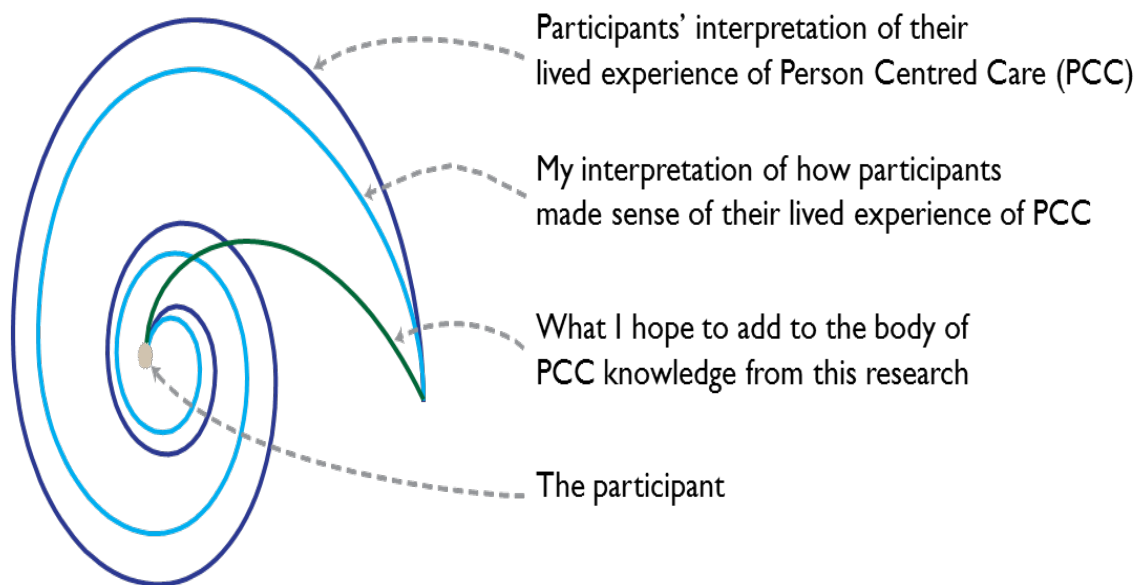 Participants’ interpretation of their
lived experience of Person Centred Care (PCC)
My interpretation of how participants
made sense of their lived experience of PCC
What I hope to add to the body of
PCC knowledge from this research
The participant